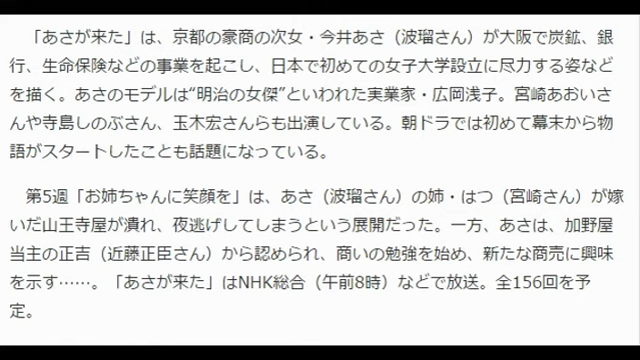 「あさが来た」は、京都の豪商の次女・今井あさ（波瑠さん）が大阪で炭鉱、銀
行、生命保険などの事業を起こし、日本で初めての女子大学設立に尽力する姿など
を描く。あさのモデルは“明治の女傑”といわれた実業家・広岡浅子。宮崎あおいさ
んや寺島しのぶさん、玉木宏さんらも出演している。朝ドラでは初めて幕末から物
語がスタートしたことも話題になっている。
第5週「お姉ちゃんに笑顔を」は、あさ（波瑠さん）の姉・はつ（宮崎さん）が嫁
いだ山王寺屋が潰れ、夜逃げしてしまうという展開だった。一方、あさは、加野屋
当主の正吉（近藤正臣さん）から認められ、商いの勉強を始め、新たな商売に興味
を示す……。「あさが来た」はNHK総合（午前8時）などで放送。全156回を予
定。